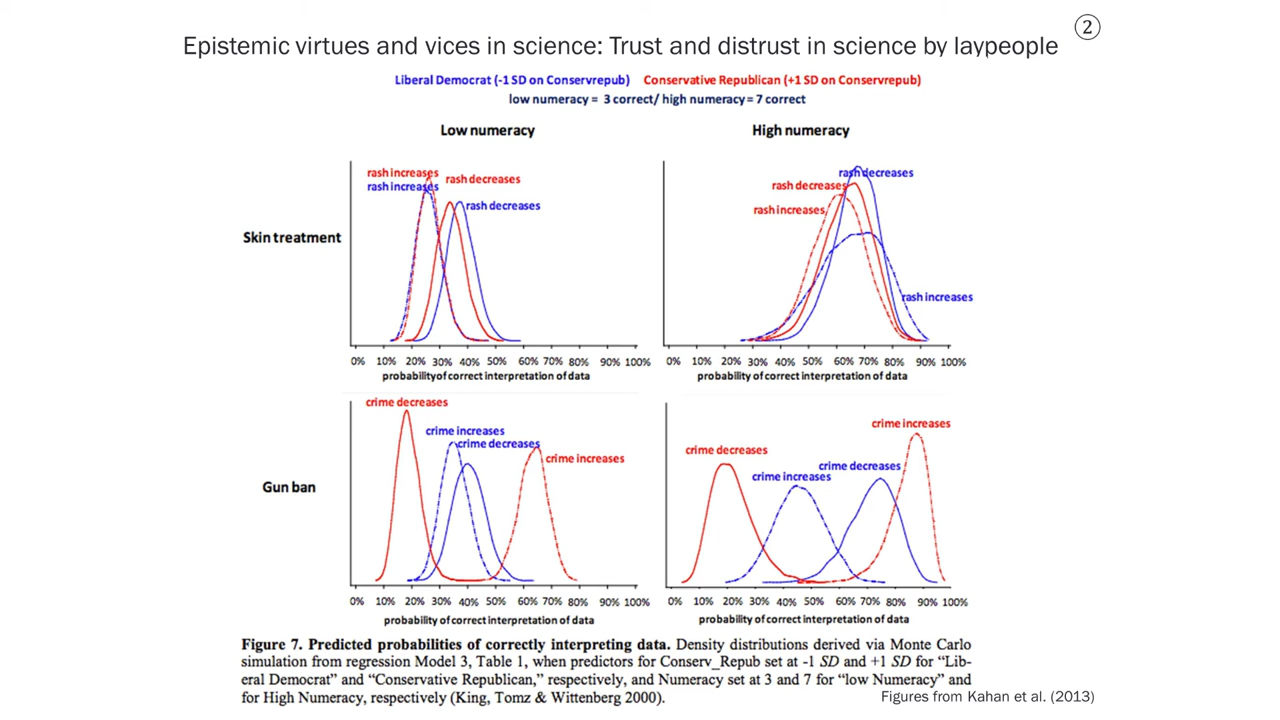 ②
Epistemic virtues and vices in science: Trust and distrust in science by laypeople
Liberal Democrat (-1 SD on Conservrepub) Conservative Republican (+1 SD on Conservrepub)
low numeracy = 3 correct/ high numeracy = 7 correct
Low numeracy
High numeracy
Skin treatment
rash increases
rash increases
rash decreases
rash decreases
0% 10% 20% 30% 40% 50% 60% 70% 80% 90% 100%
probability of correct interpretation of data
rash decreases
rash decreases
rash increases
rash increases
0% 10% 20% 30% 40% 50% 60% 70% 80% 90% 100%
probability of correct interpretation of data
Gun ban
crime decreases
crime increases
crime decreases
crime increases
0% 10% 20% 30% 40% 50% 60% 70% 80% 90% 100%
probability of correct interpretation of data
crime increases
crime decreases
crime decreases
crime increases
0% 10% 20% 30% 40% 50% 60% 70% 80% 90% 100%
probability of correct interpretation of data
Figure 7. Predicted probabilities of correctly interpreting data. Density distributions derived via Monte Carlo
simulation from regression Model 3, Table 1, when predictors for Conserv_Repub set at -1 SD and +1 SD for “Lib-
eral Democrat” and “Conservative Republican,” respectively, and Numeracy set at 3 and 7 for “low Numeracy” and
for High Numeracy, respectively (King, Tomz & Wittenberg 2000).
Figures from Kahan et al. (2013)